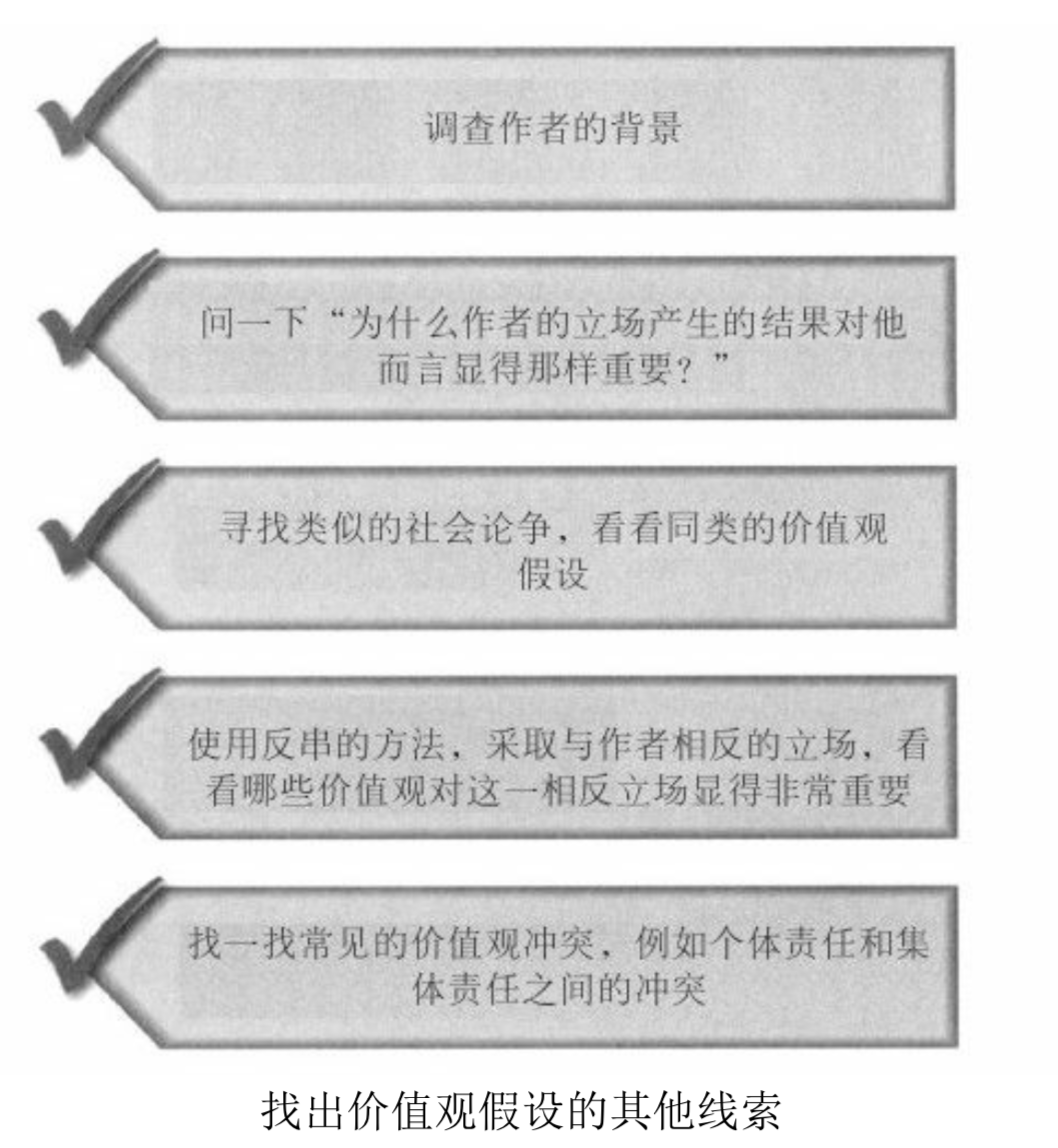 调查作者的背景
问一下“为什么作者的立场产生的结果对他
而言显得那样重要？”
寻找类似的社会论争，看看同类的价值观
假设
使用反串的方法，采取与作者相反的立场，看
看哪些价值观对这一相反立场显得非常重要
找一找常见的价值观冲突，例如个体责任和集
体责任之间的冲突
找出价值观假设的其他线索